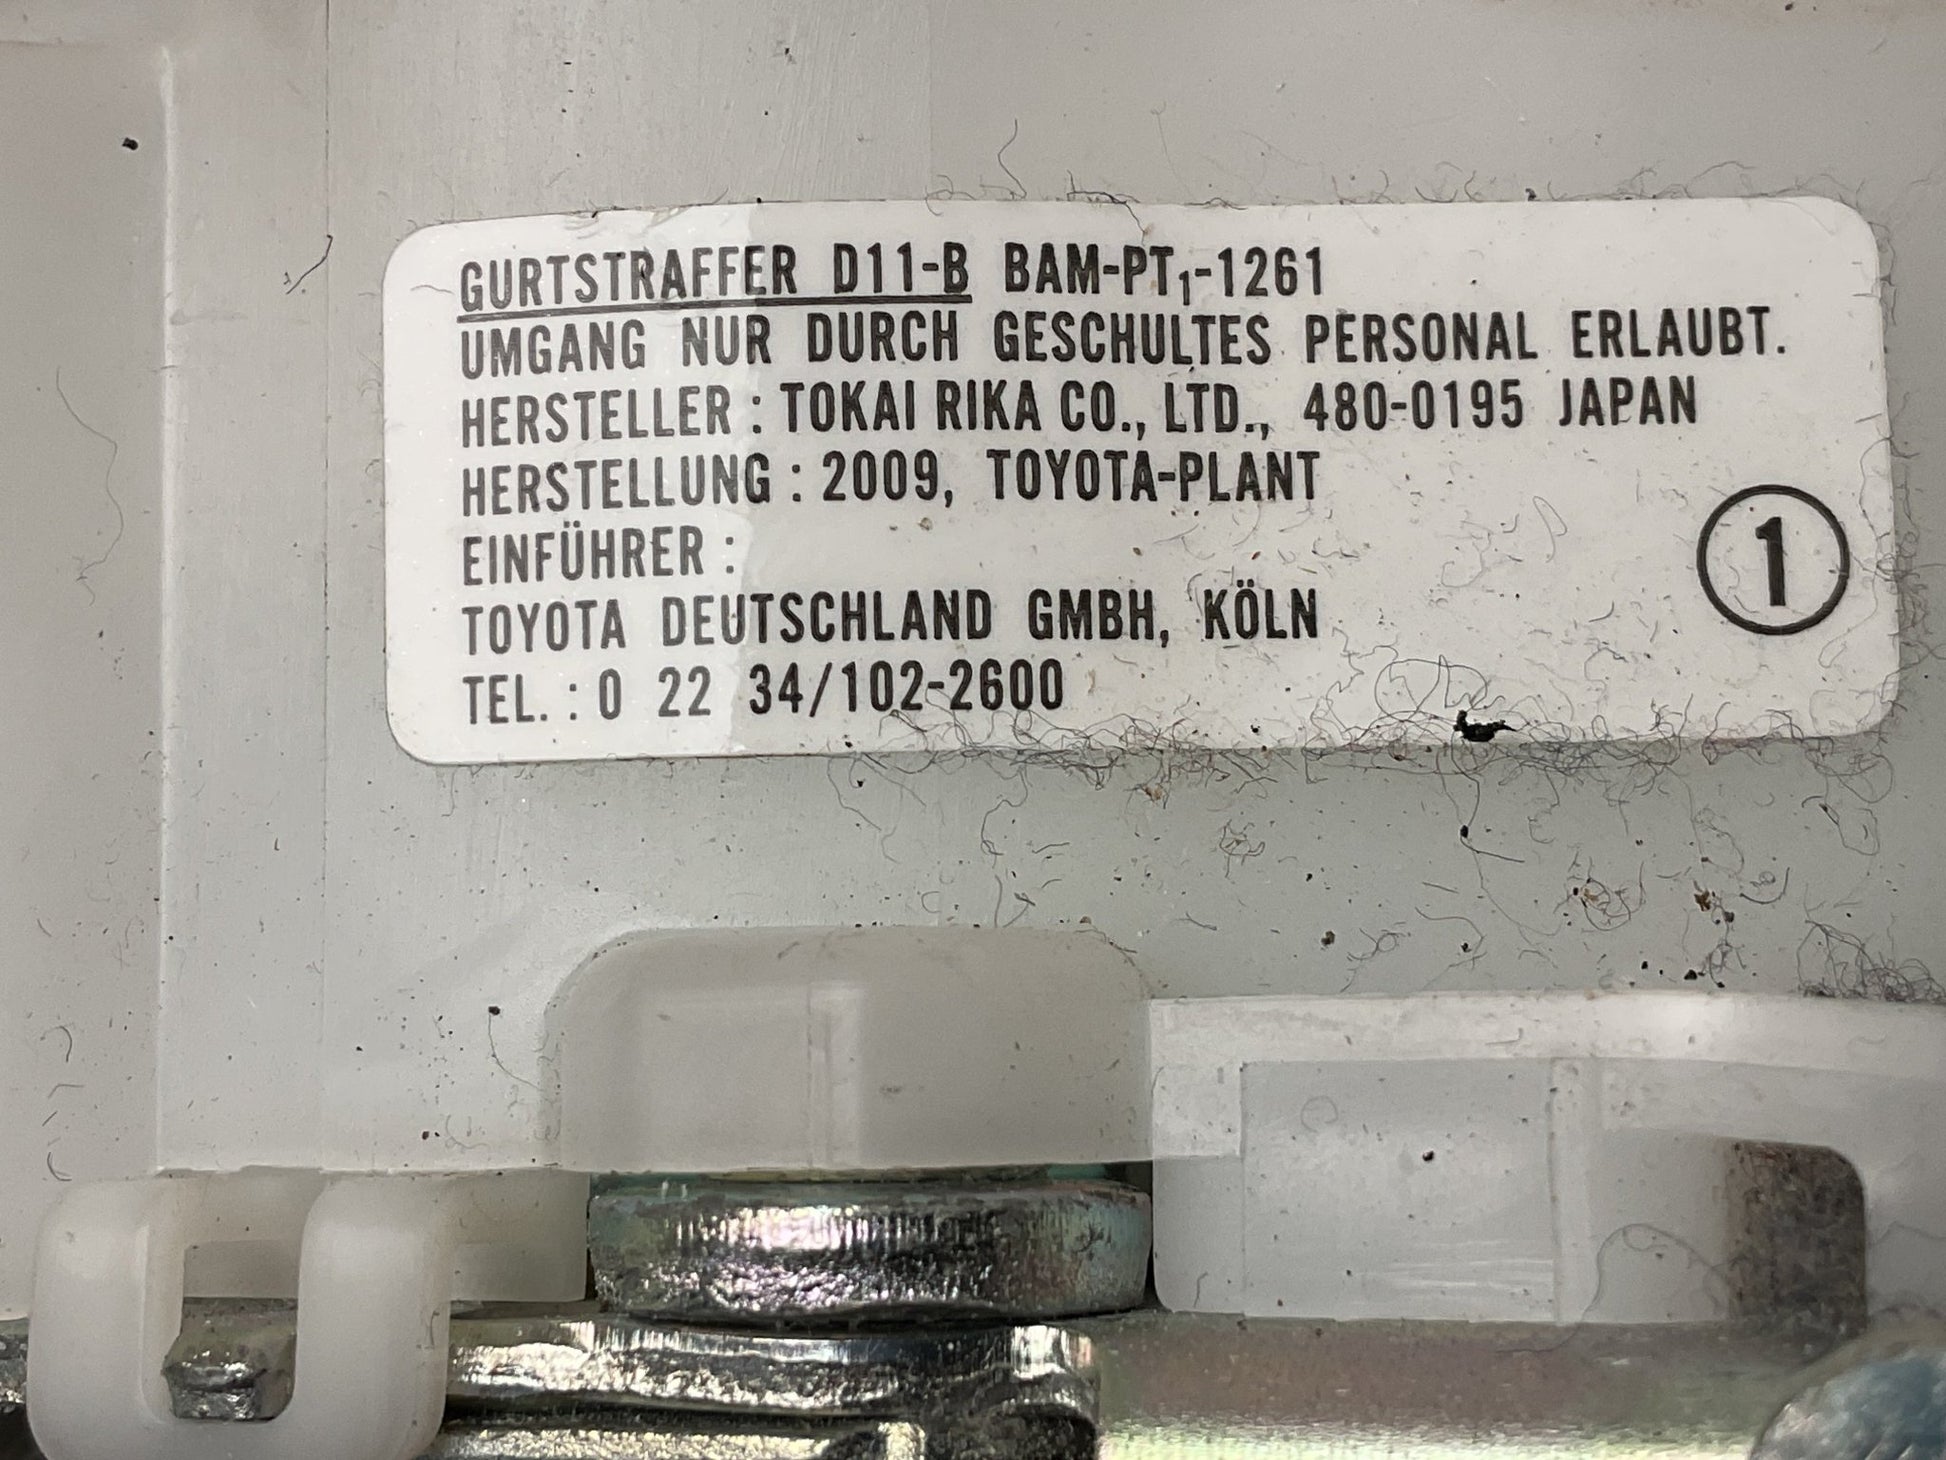 GURTSTRAFFER D11-B BAM-PT₁-1261
UMGANG NUR DURCH GESCHULTES PERSONAL ERLAUBT.
HERSTELLER : TOKAI RIKA CO., LTD., 480-0195 JAPAN
HERSTELLUNG : 2009, TOYOTA-PLANT
EINFÜHRER :
TOYOTA DEUTSCHLAND GMBH, KÖLN
TEL. : 0 22 34/102-2600
1